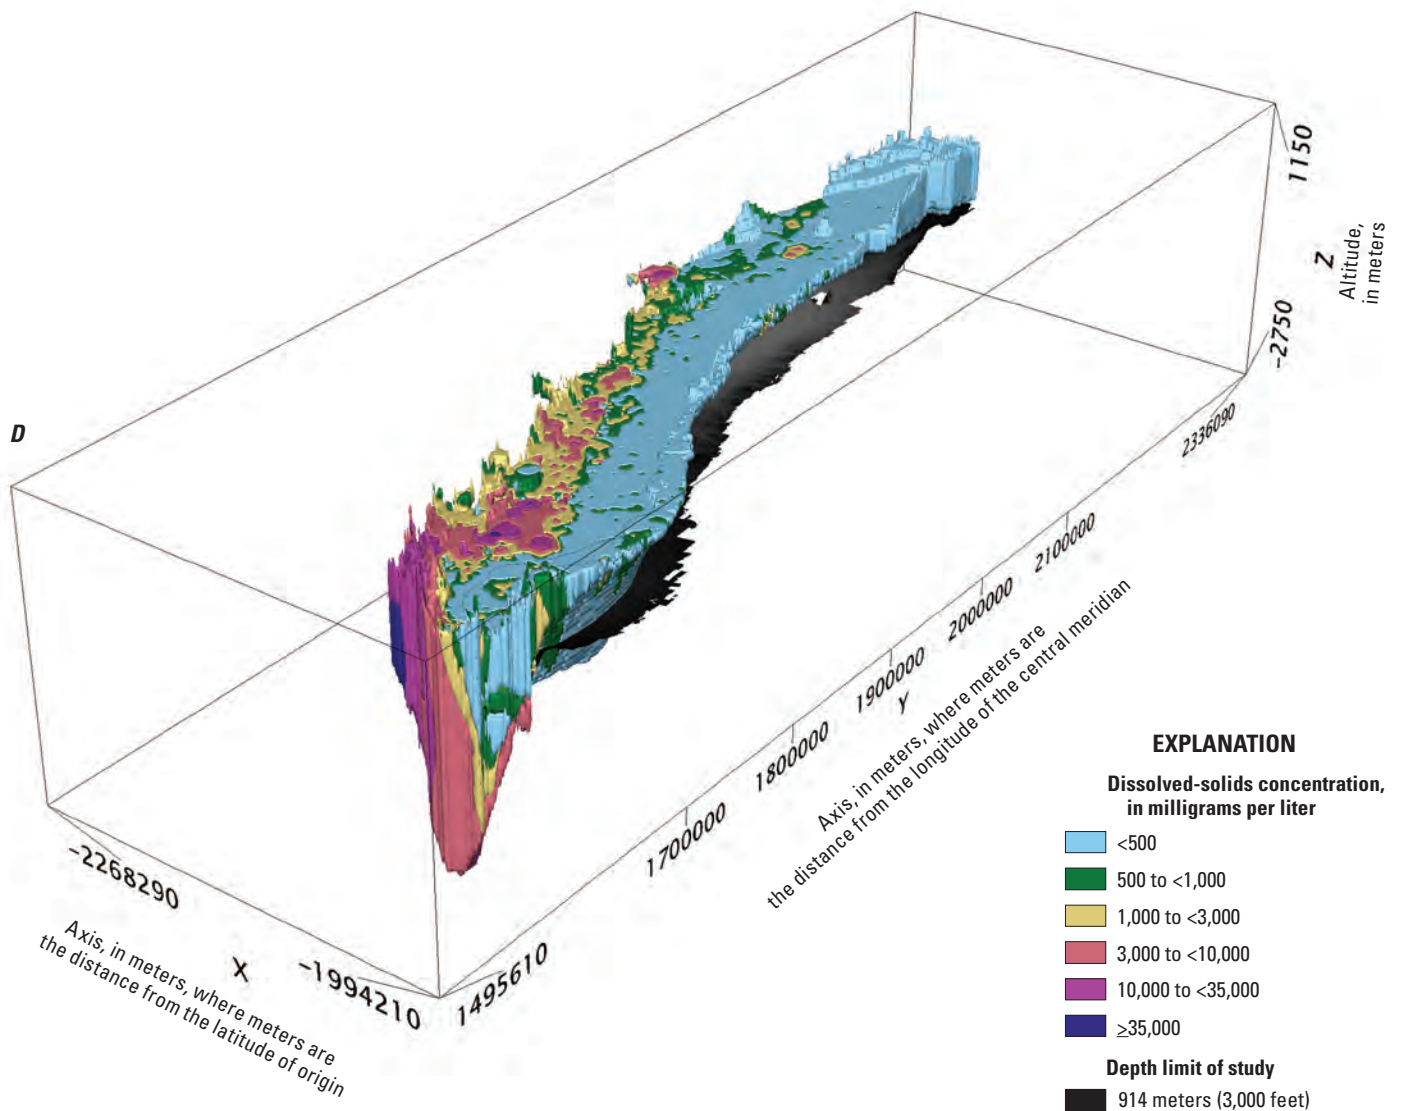 1150
Z
Altitude,
in meters
-2750
2336090
D
2100000
2000000
1900000
Y
1800000
1700000
1495610
Axis, in meters, where meters are
the distance from the longitude of the central meridian
-2268290
X
-1994210
Axis, in meters, where meters are
the distance from the latitude of origin
EXPLANATION
Dissolved-solids concentration,
in milligrams per liter
<500
500 to <1,000
1,000 to <3,000
3,000 to <10,000
10,000 to <35,000
≥35,000
Depth limit of study
914 meters (3,000 feet)